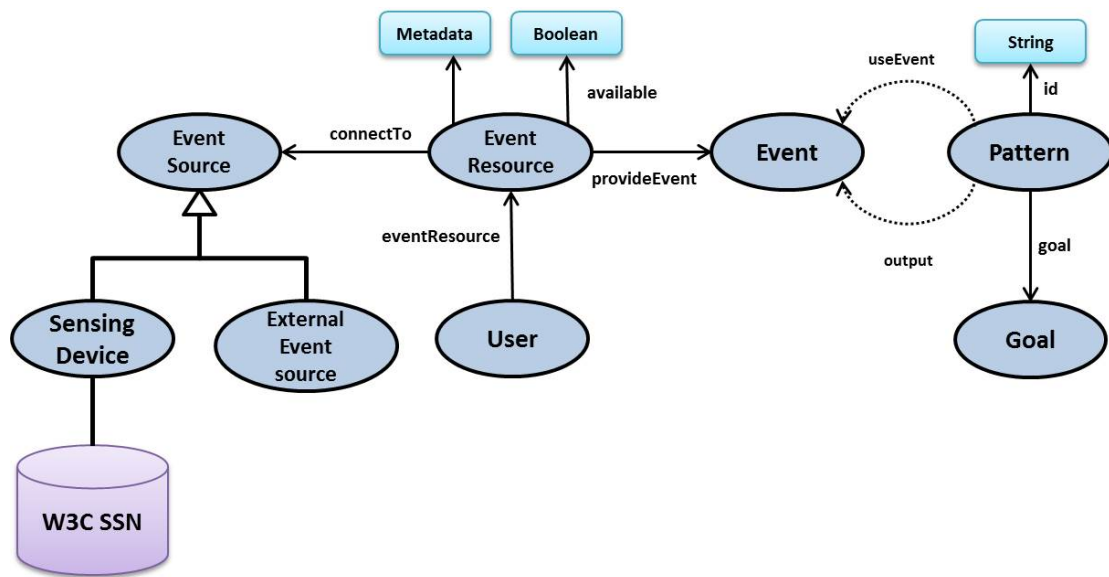 Metadata
Boolean
String
useEvent
available
id
Event
Source
connectTo
Event
Resource
provideEvent
Event
Pattern
eventResource
output
goal
Sensing
Device
External
Event
source
User
Goal
W3C SSN